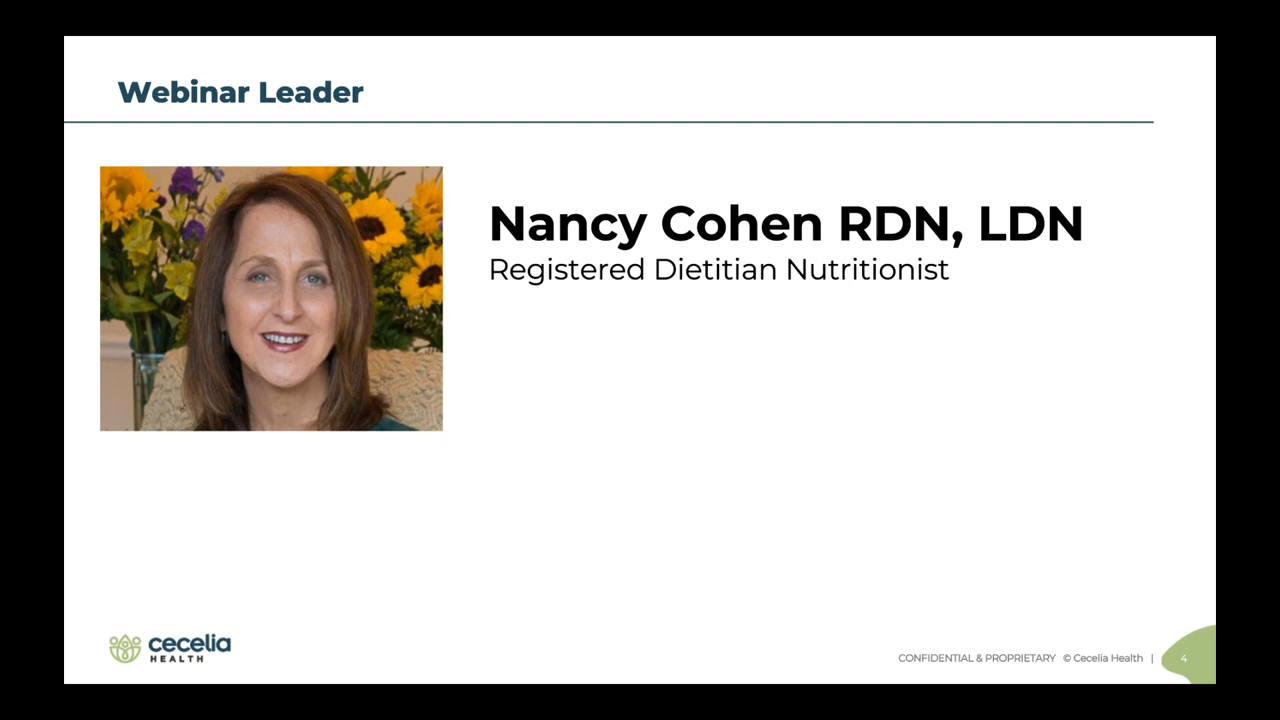 Webinar Leader
Nancy Cohen RDN, LDN
Registered Dietitian Nutritionist
cecelia
HEALTH
CONFIDENTIAL & PROPRIETARY © Cecelia Health | 4